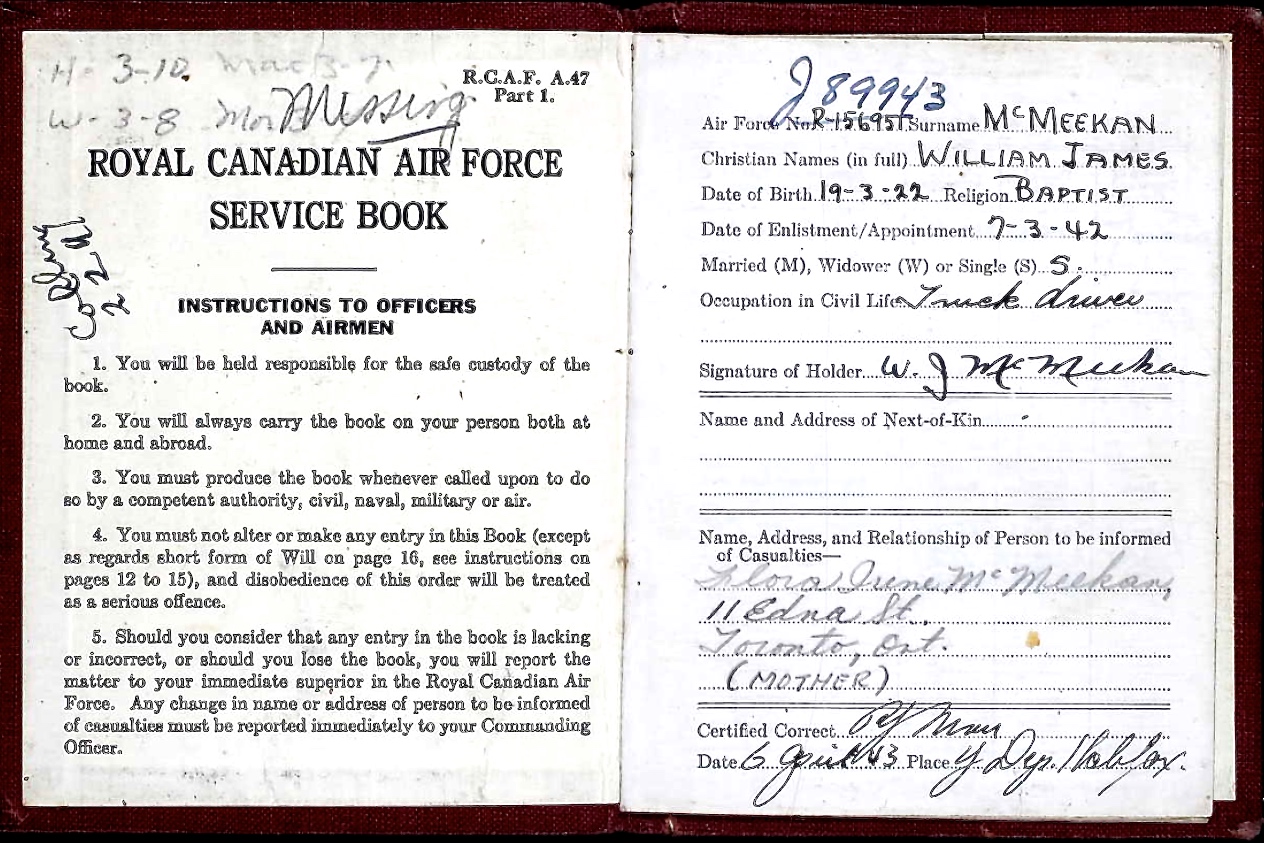 H. 3-10.
W-3-8
Missing
R.C.A.F. A.47
Part 1.
ROYAL CANADIAN AIR FORCE
SERVICE BOOK
INSTRUCTIONS TO OFFICERS
AND AIRMEN
1. You will be held responsible for the safe custody of the
book.
2. You will always carry the book on your person both at
home and abroad.
3. You must produce the book whenever called upon to do
so by a competent authority, civil, naval, military or air.
4. You must not alter or make any entry in this Book (except
as regards short form of Will on page 16, see instructions on
pages 12 to 15), and disobedience of this order will be treated
as a serious offence.
5. Should you consider that any entry in the book is lacking
or incorrect, or should you lose the book, you will report the
matter to your immediate superior in the Royal Canadian Air
Force. Any change in name or address of person to be informed
of casualties must be reported immediately to your Commanding
Officer.
J 89943
Air Force No. R-156951 Surname McMEEKAN
Christian Names (in full) WILLIAM JAMES
Date of Birth 19-3-22 Religion BAPTIST
Date of Enlistment/Appointment 7-3-42
Married (M), Widower (W) or Single (S) S.
Occupation in Civil Life Truck driver
Signature of Holder W. J McMeekan
Name and Address of Next-of-Kin
Name, Address, and Relationship of Person to be informed
of Casualties—
Flora June McMeekan,
11 Edna St.,
Toronto, Ont.
(MOTHER)
Certified Correct
Date 6 April 43 Place Y Dep. Halifax.